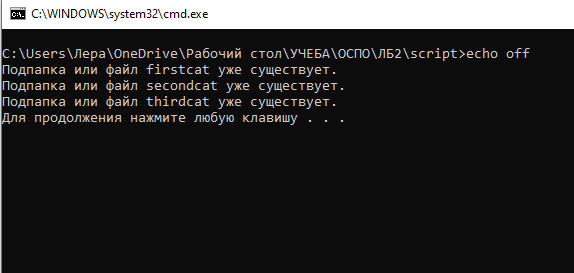 C:\WINDOWS\system32\cmd.exe
C:\Users\Лера\OneDrive\Рабочий стол\УЧЕБА\ОСПО\ЛБ2\script>echo off
Подпапка или файл firstcat уже существует.
Подпапка или файл secondcat уже существует.
Подпапка или файл thirdcat уже существует.
Для продолжения нажмите любую клавишу . . .